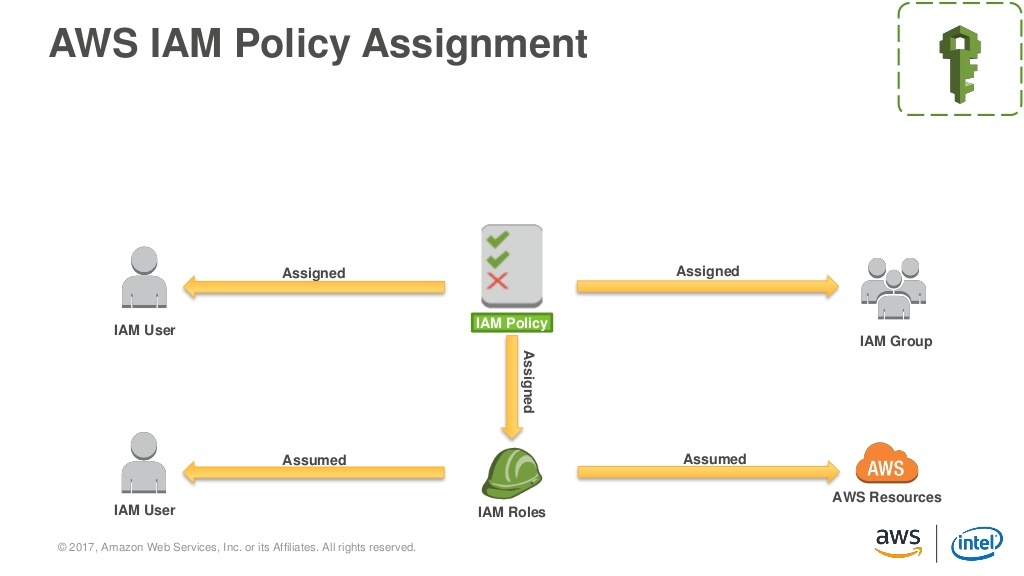 AWS IAM Policy Assignment
Assigned
Assigned
IAM User
IAM Policy
IAM Group
Assigned
Assumed
Assumed
AWS
IAM User
IAM Roles
AWS Resources
© 2017, Amazon Web Services, Inc. or its Affiliates. All rights reserved.
aws
intel